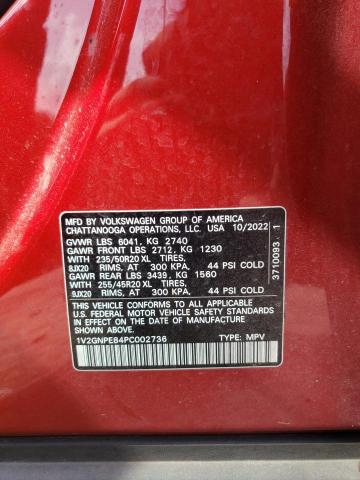 MFD. BY VOLKSWAGEN GROUP OF AMERICA
CHATTANOOGA OPERATIONS, LLC. USA 10/2022
GVWR LBS 6041, KG 2740
GAWR FRONT LBS 2712, KG 1230
WITH 235/50R20 XL TIRES,
8JX20 RIMS, AT 300 KPA, 44 PSI COLD
GAWR REAR LBS 3439, KG 1560
WITH 255/45R20 XL TIRES,
9JX20 RIMS, AT 300 KPA, 44 PSI COLD
THIS VEHICLE CONFORMS TO ALL APPLICABLE
U.S. FEDERAL MOTOR VEHICLE SAFETY STANDARDS
IN EFFECT ON THE DATE OF MANUFACTURE
SHOWN ABOVE.
1V2GNPE84PC002736 TYPE: MPV
3710093 1